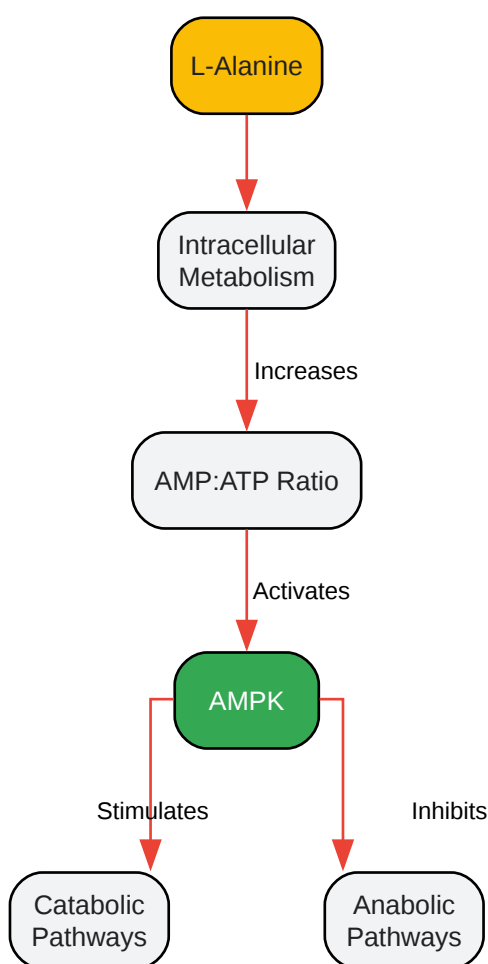 L-Alanine
Intracellular
Metabolism
Increases
AMP:ATP Ratio
Activates
AMPK
Stimulates
Inhibits
Catabolic
Pathways
Anabolic
Pathways